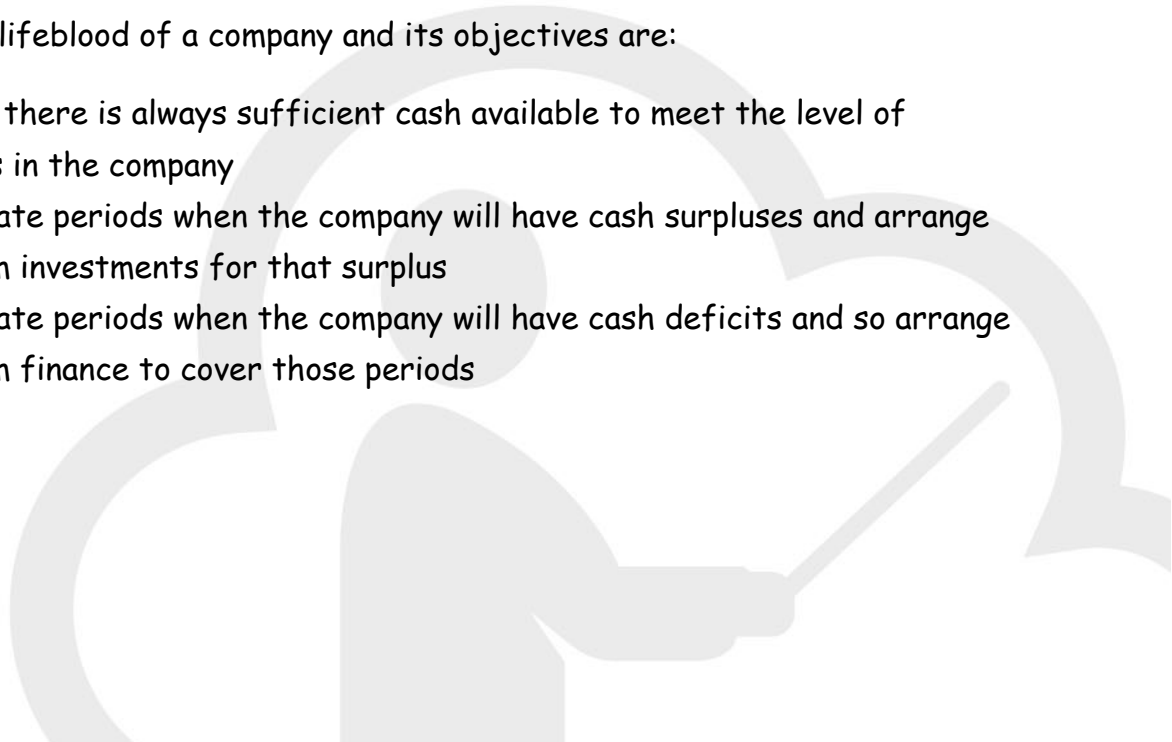 lifeblood of a company and its objectives are:
there is always sufficient cash available to meet the level of
s in the company
ate periods when the company will have cash surpluses and arrange
m investments for that surplus
ate periods when the company will have cash deficits and so arrange
m finance to cover those periods